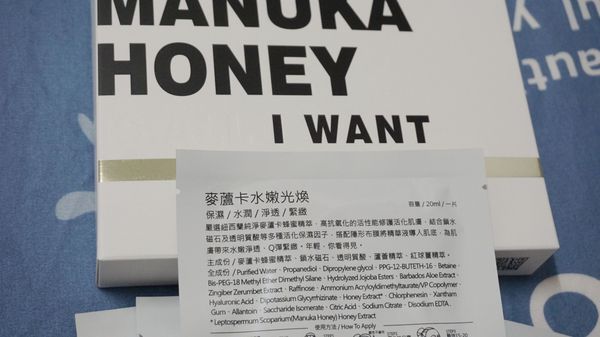 MANUKA
HONEY
I WANT
麥蘆卡水嫩光煥
容量/20ml/一片
保濕/水潤/淨透/緊緻
嚴選紐西蘭純淨麥蘆卡蜂蜜精萃,高抗氧化的活性能修護活化肌膚,結合鎖水
磁石及透明質酸等多種活化保濕因子,搭配隱形布膜將精萃液導入肌底,為肌
膚帶來水嫩淨透、Q彈緊緻。年輕,你看得見。
主成份/麥蘆卡蜂蜜精萃、鎖水磁石、透明質酸、蘆薈精萃、紅球薑精萃。
全成份/Purified Water、Propanediol、Dipropylene glycol、PPG-12-BUTETH-16、Betaine、
Bis-PEG-18 Methyl Ether Dimethyl Silane、Hydrolyzed Jojoba Esters、Barbados Aloe Extract、
Zingiber Zerumbet Extract、Raffinose、Ammonium Acryloyldimethyltaurate/VP Copolymer、
Hyaluronic Acid、Dipotassium Glycyrrhizinate、Honey Extract*、Chlorphenesin、Xantham
Gum、Allantoin、Saccharide Isomerate、Citric Acid、Sodium Citrate、Disodium EDTA.
* Leptospermum Scoparium(Manuka Honey) Honey Extract
使用方法/How To Apply